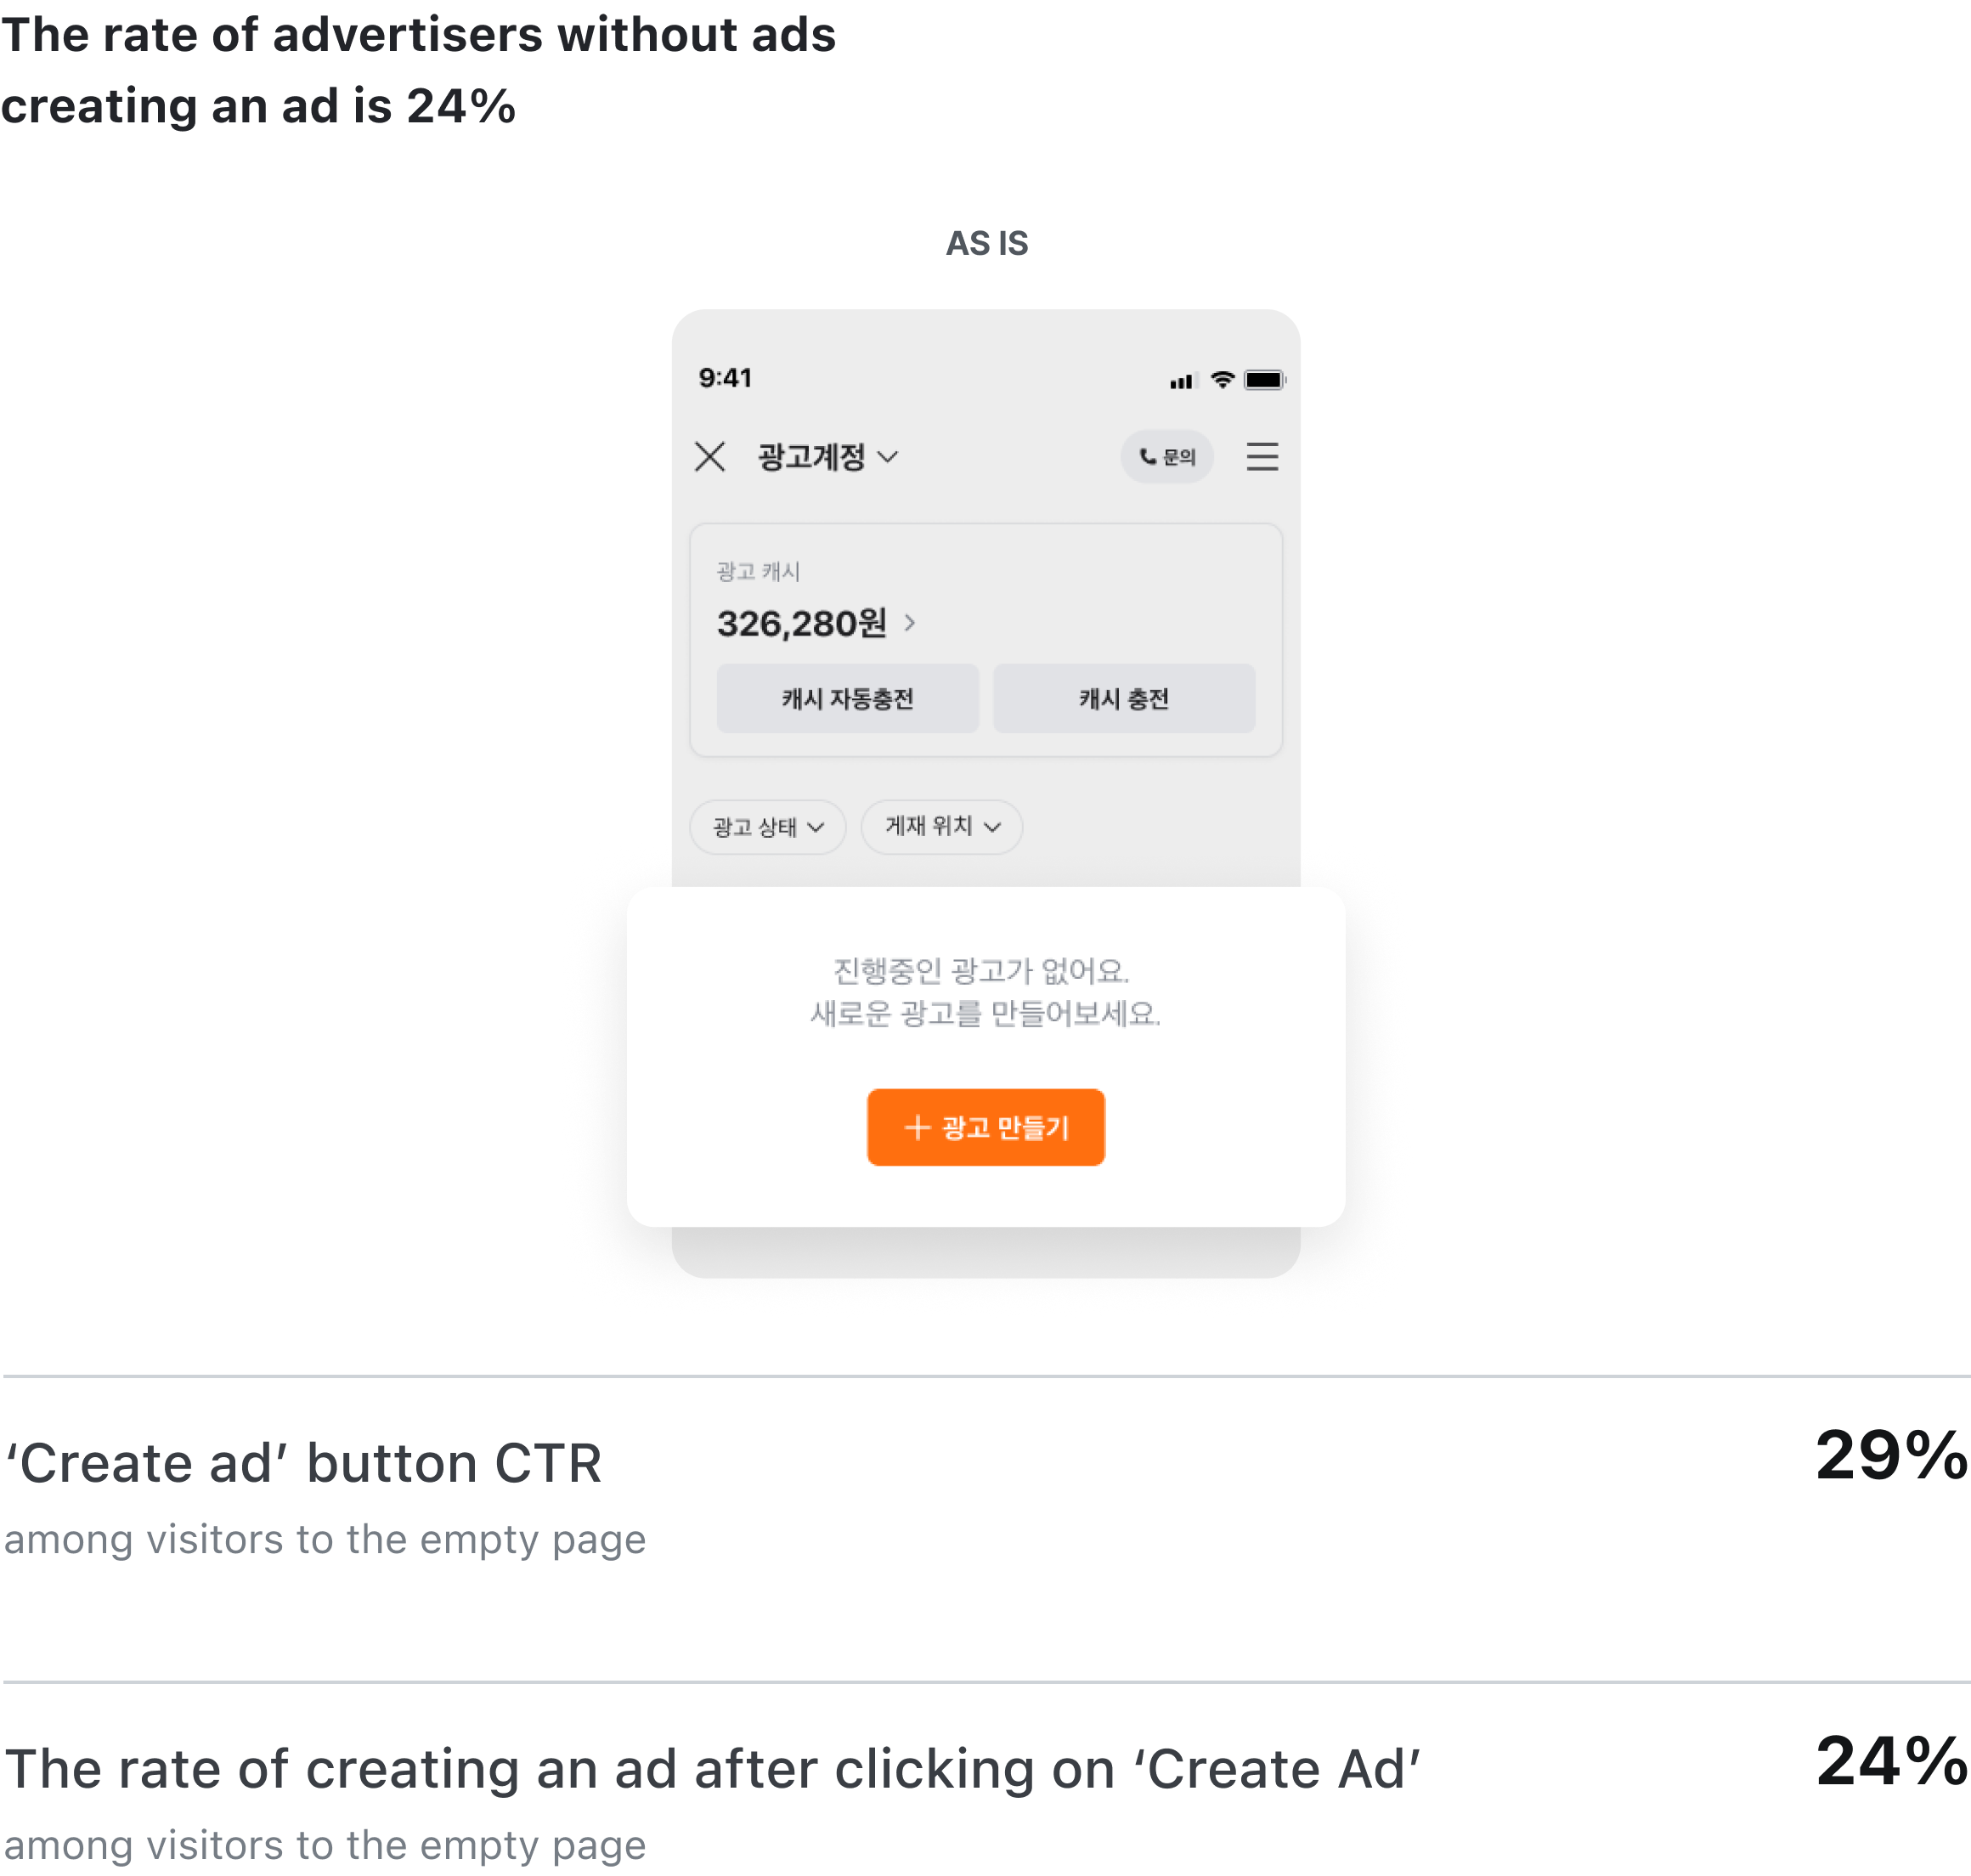 The rate of advertisers without ads
creating an ad is 24%
AS IS
9:41
광고계정
문의
광고 캐시
326,280원
캐시 자동충전
캐시 충전
광고 상태
게재 위치
진행중인 광고가 없어요.
새로운 광고를 만들어보세요.
+ 광고 만들기
‘Create ad’ button CTR
29%
among visitors to the empty page
The rate of creating an ad after clicking on ‘Create Ad’
24%
among visitors to the empty page